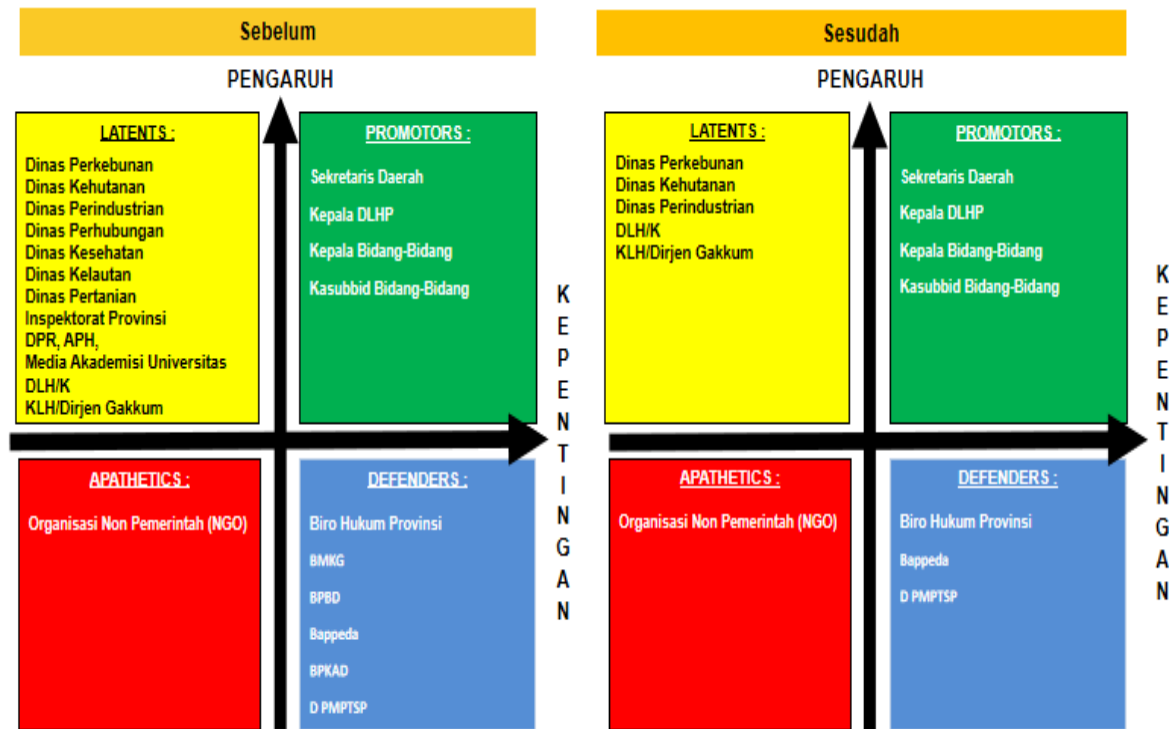 Sebelum
PENGARUH
LATENTS :
Dinas Perkebunan
Dinas Kehutanan
Dinas Perindustrian
Dinas Perhubungan
Dinas Kesehatan
Dinas Kelautan
Dinas Pertanian
Inspektorat Provinsi
DPR, APH,
Media Akademisi Universitas
DLH/K
KLH/Dirjen Gakkum
PROMOTORS :
Sekretaris Daerah
Kepala DLHP
Kepala Bidang-Bidang
Kasubbid Bidang-Bidang
APATHETICS :
Organisasi Non Pemerintah (NGO)
DEFENDERS :
Biro Hukum Provinsi
BMKG
BPBD
Bappeda
BPKAD
D PMPTSP
KEPENTINGAN
Sesudah
PENGARUH
LATENTS :
Dinas Perkebunan
Dinas Kehutanan
Dinas Perindustrian
DLH/K
KLH/Dirjen Gakkum
PROMOTORS :
Sekretaris Daerah
Kepala DLHP
Kepala Bidang-Bidang
Kasubbid Bidang-Bidang
APATHETICS :
Organisasi Non Pemerintah (NGO)
DEFENDERS :
Biro Hukum Provinsi
Bappeda
D PMPTSP
KEPENTINGAN